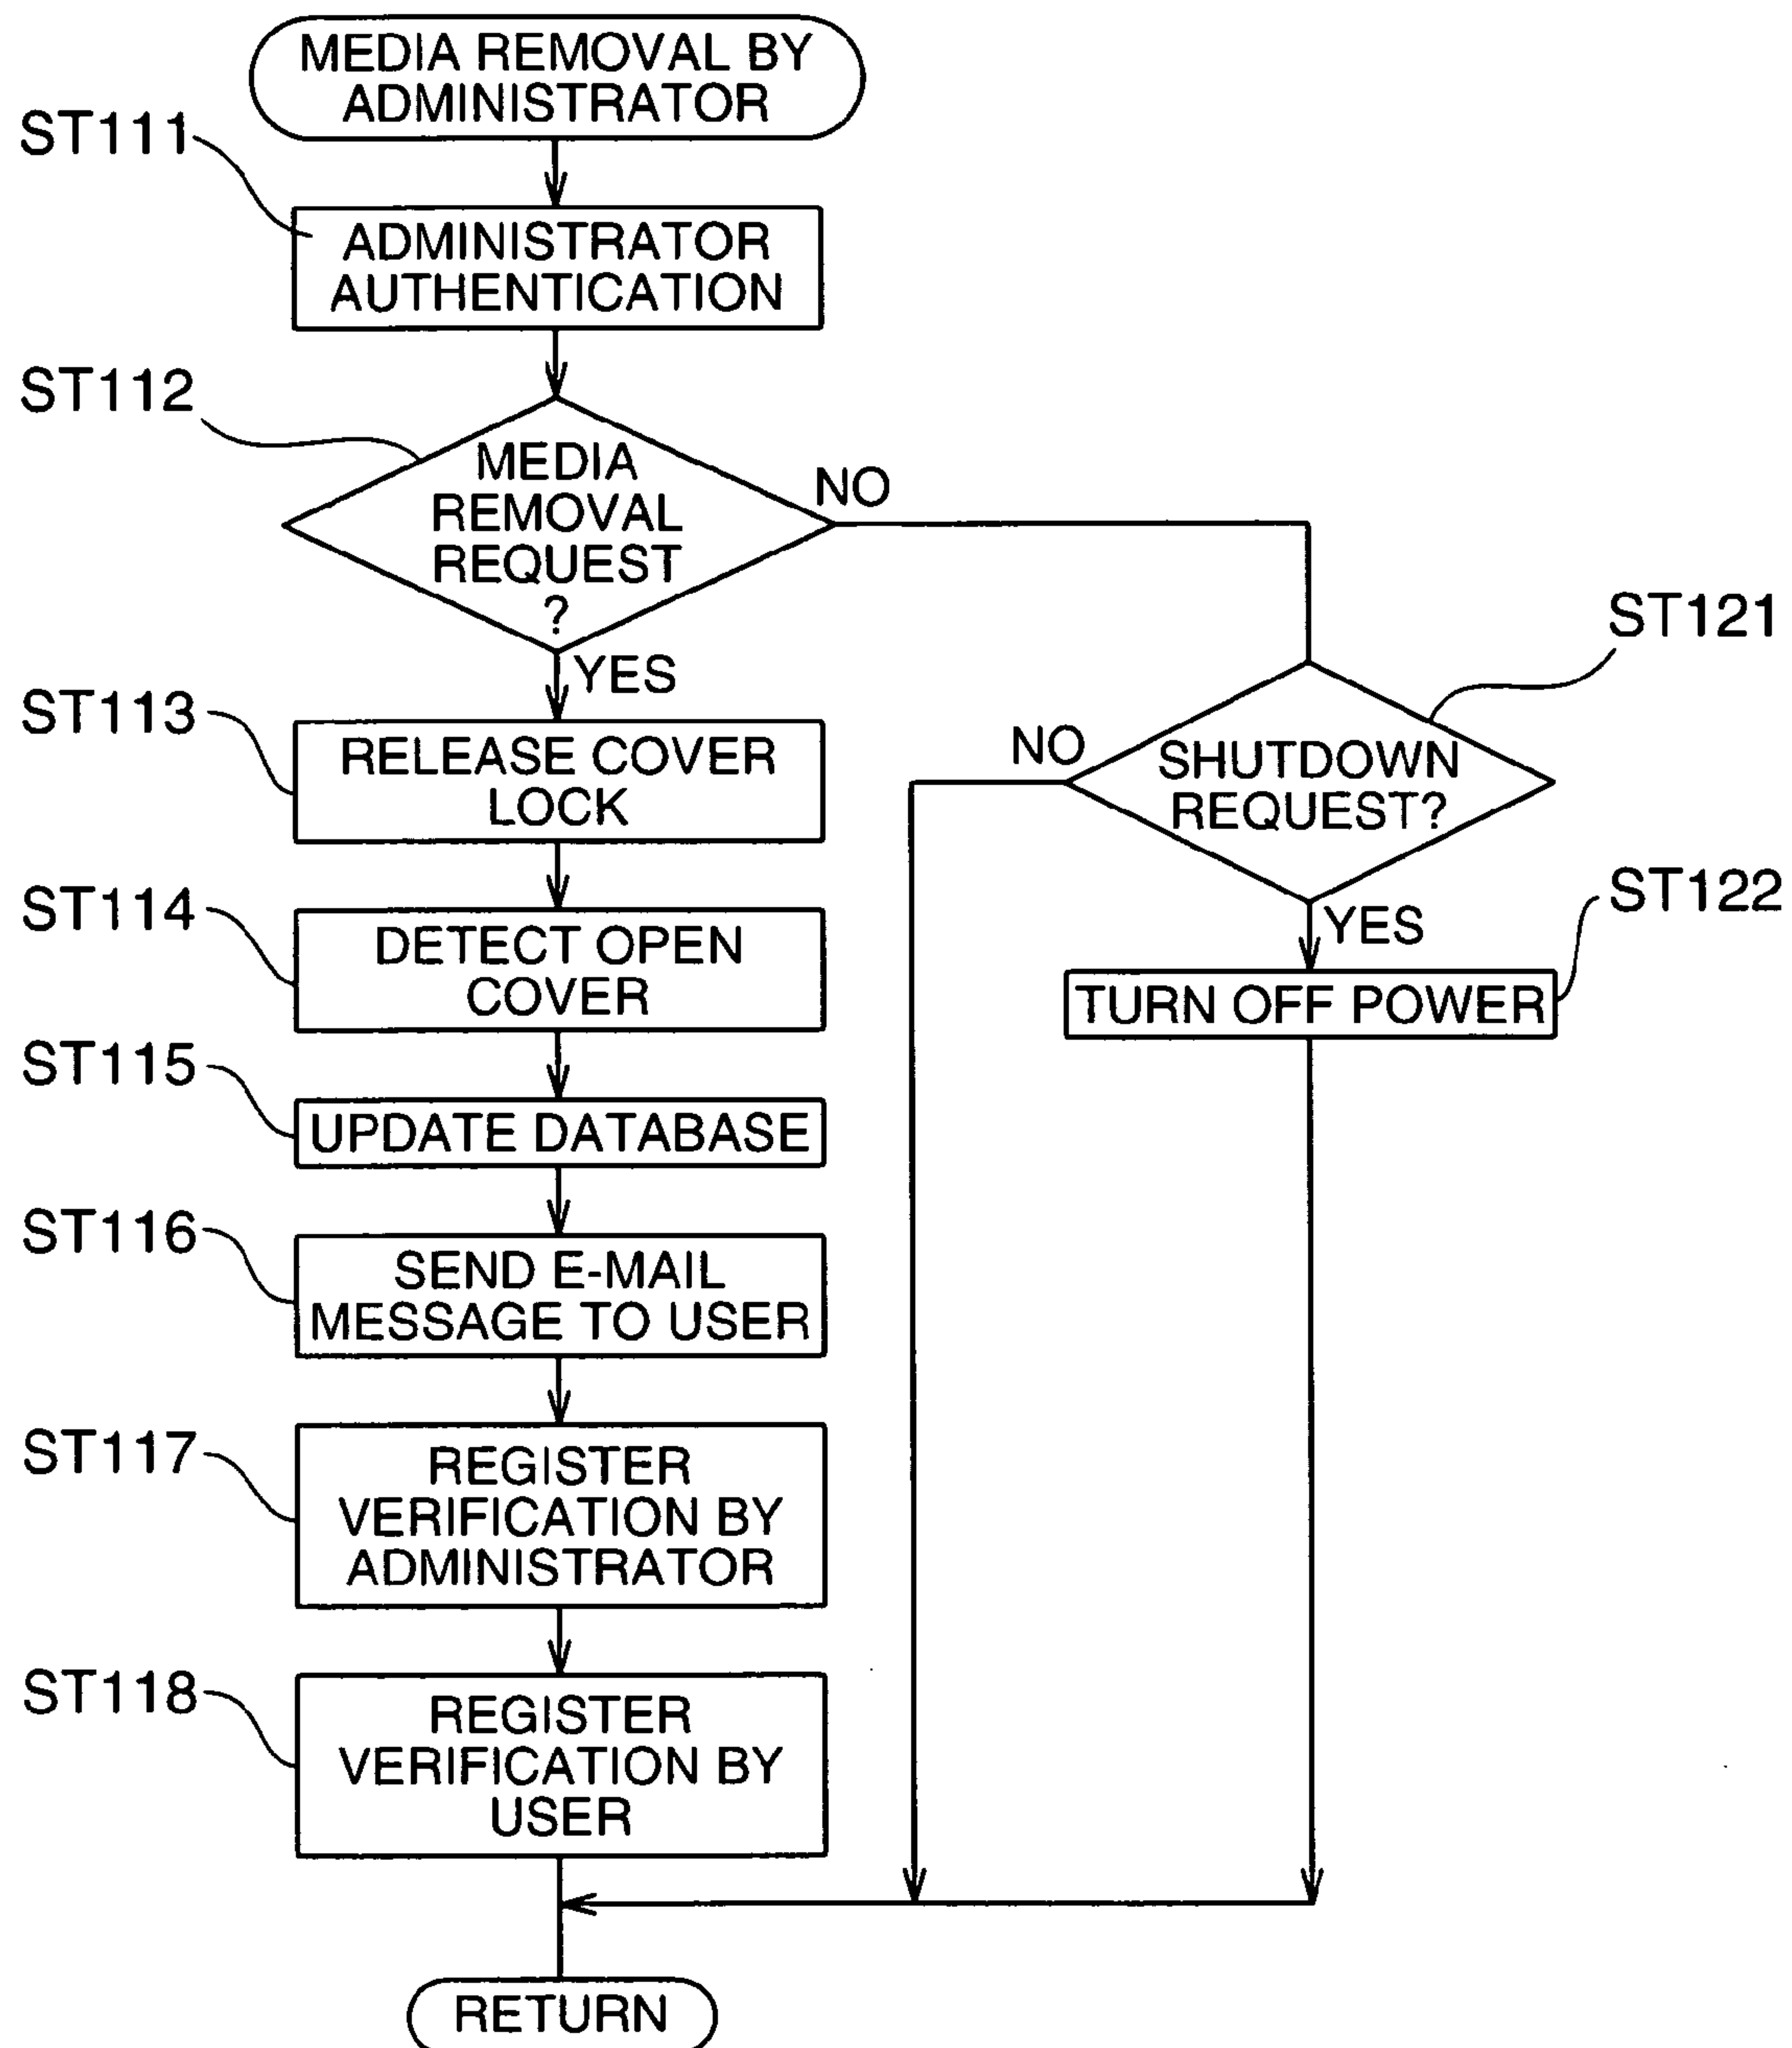 MEDIA REMOVAL BY
ADMINISTRATOR
ST111
ADMINISTRATOR
AUTHENTICATION
ST112
MEDIA
REMOVAL
REQUEST
?
NO
YES
ST121
SHUTDOWN
REQUEST?
NO
YES
ST122
TURN OFF POWER
ST113
RELEASE COVER
LOCK
ST114
DETECT OPEN
COVER
ST115
UPDATE DATABASE
ST116
SEND E-MAIL
MESSAGE TO USER
ST117
REGISTER
VERIFICATION BY
ADMINISTRATOR
ST118
REGISTER
VERIFICATION BY
USER
RETURN